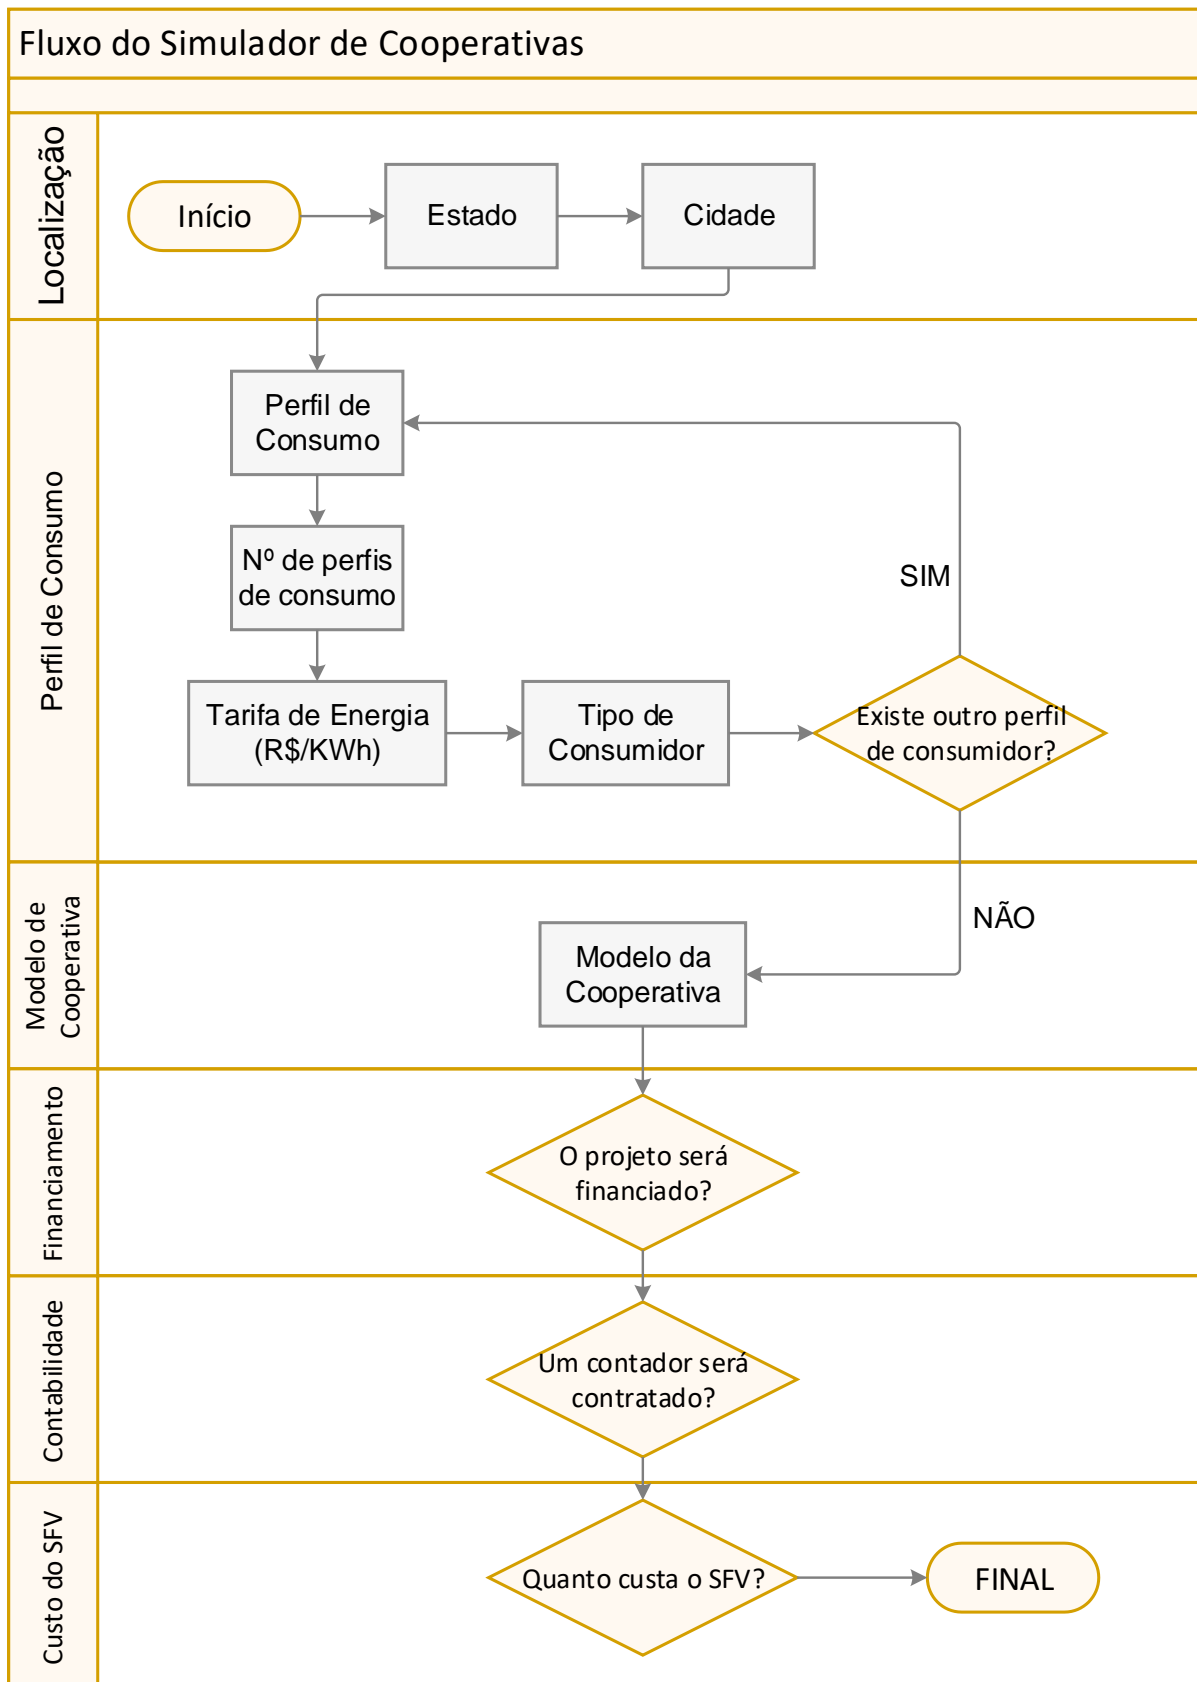 Fluxo do Simulador de Cooperativas
Localização
Início
Estado
Cidade
Perfil de Consumo
Perfil de
Consumo
Nº de perfis
de consumo
SIM
Tarifa de Energia
(R$/KWh)
Tipo de
Consumidor
Existe outro perfil
de consumidor?
Modelo de
Cooperativa
NÃO
Modelo da
Cooperativa
Financiamento
O projeto será
financiado?
Contabilidade
Um contador será
contratado?
Custo do SFV
Quanto custa o SFV?
FINAL